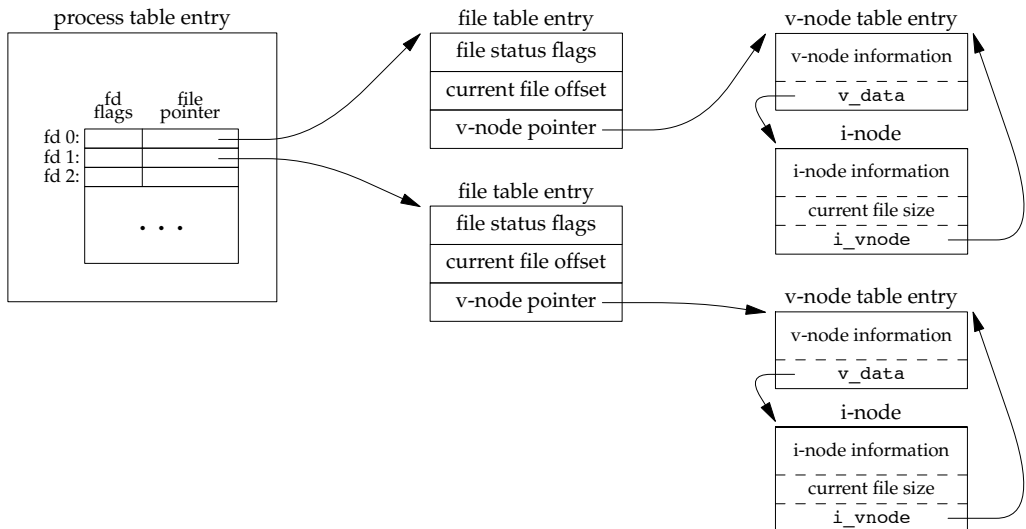 process table entry
fd
flags
file
pointer
fd 0:
fd 1:
fd 2:
. . .
file table entry
file status flags
current file offset
v-node pointer
file table entry
file status flags
current file offset
v-node pointer
v-node table entry
v-node information
v_data
i-node
i-node information
current file size
i_vnode
v-node table entry
v-node information
v_data
i-node
i-node information
current file size
i_vnode